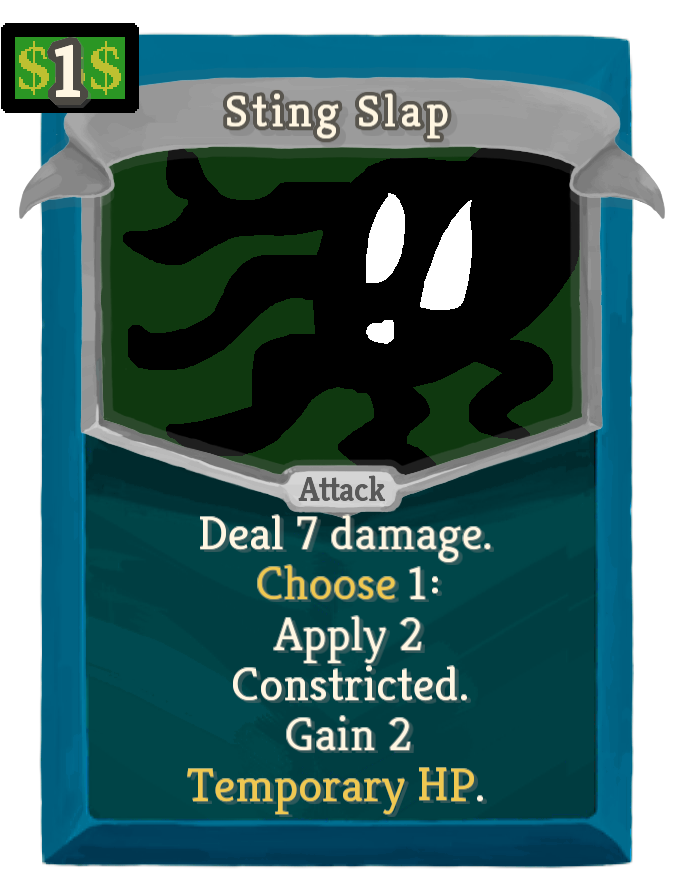 $1$
Sting Slap
Attack
Deal 7 damage.
Choose 1:
Apply 2
Constricted.
Gain 2
Temporary HP.